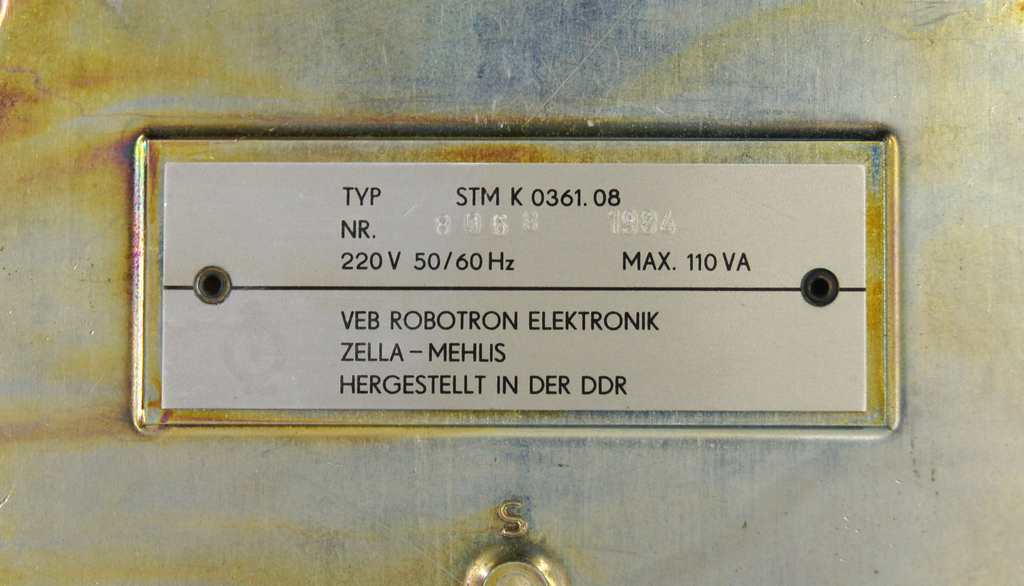 TYP STM K 0361.08
NR. 8068 1984
220 V 50/60 Hz MAX. 110 VA
VEB ROBOTRON ELEKTRONIK
ZELLA-MEHLIS
HERGESTELLT IN DER DDR
S